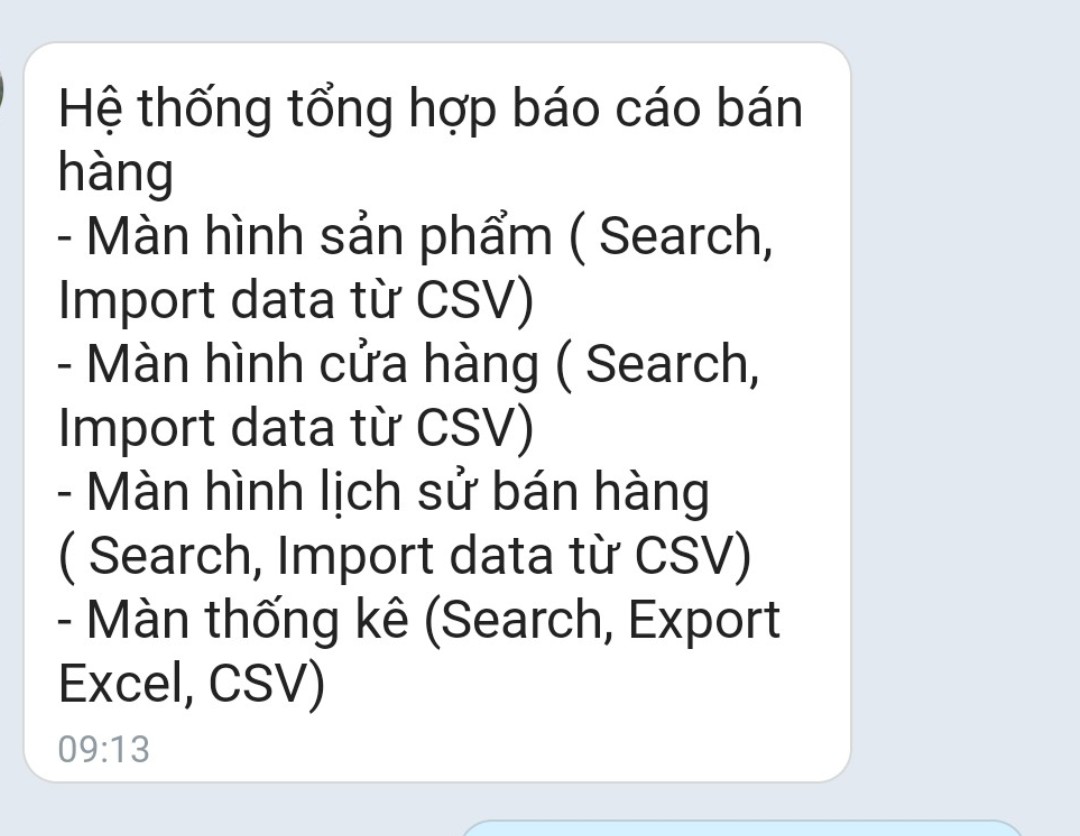 Hệ thống tổng hợp báo cáo bán
hàng
- Màn hình sản phẩm ( Search,
Import data từ CSV)
- Màn hình cửa hàng ( Search,
Import data từ CSV)
- Màn hình lịch sử bán hàng
( Search, Import data từ CSV)
- Màn thống kê (Search, Export
Excel, CSV)
09:13